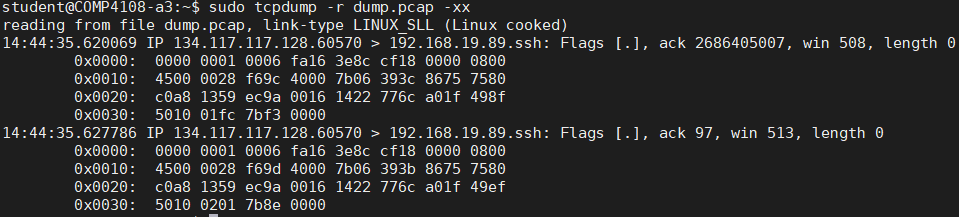 student@COMP4108-a3:~$ sudo tcpdump -r dump.pcap -xx
reading from file dump.pcap, link-type LINUX_SLL (Linux cooked)
14:44:35.620069 IP 134.117.117.128.60570 > 192.168.19.89.ssh: Flags [.], ack 2686405007, win 508, length 0
0x0000: 0000 0001 0006 fa16 3e8c cf18 0000 0800
0x0010: 4500 0028 f69c 4000 7b06 393c 8675 7580
0x0020: c0a8 1359 ec9a 0016 1422 776c a01f 498f
0x0030: 5010 01fc 7bf3 0000
14:44:35.627786 IP 134.117.117.128.60570 > 192.168.19.89.ssh: Flags [.], ack 97, win 513, length 0
0x0000: 0000 0001 0006 fa16 3e8c cf18 0000 0800
0x0010: 4500 0028 f69d 4000 7b06 393b 8675 7580
0x0020: c0a8 1359 ec9a 0016 1422 776c a01f 49ef
0x0030: 5010 0201 7b8e 0000